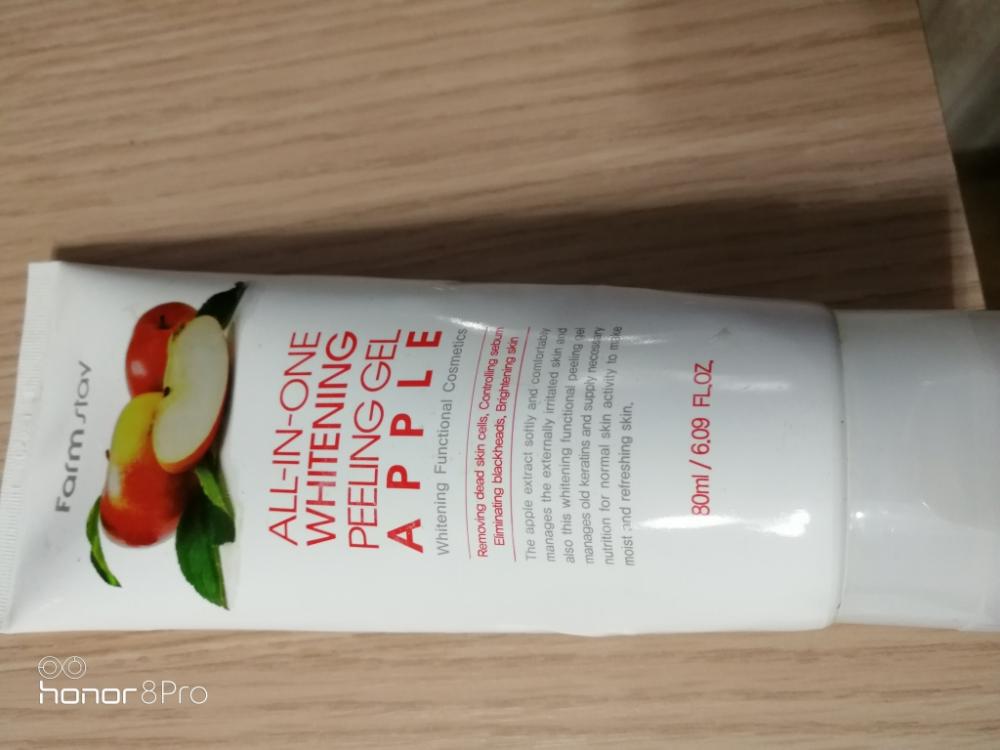 Farmstay
ALL-IN-ONE
WHITENING
PEELING GEL
APPLE
Whitening Functional Cosmetics
Removing dead skin cells, Controlling sebum
Eliminating blackheads, Brightening skin
The apple extract softly and comfortably
manages the externally irritated skin and
also this whitening functional peeling gel
manages old keratins and supply necessary
nutrition for normal skin activity to make
moist and refreshing skin.
80ml / 6.09 FL.OZ.
honor 8Pro